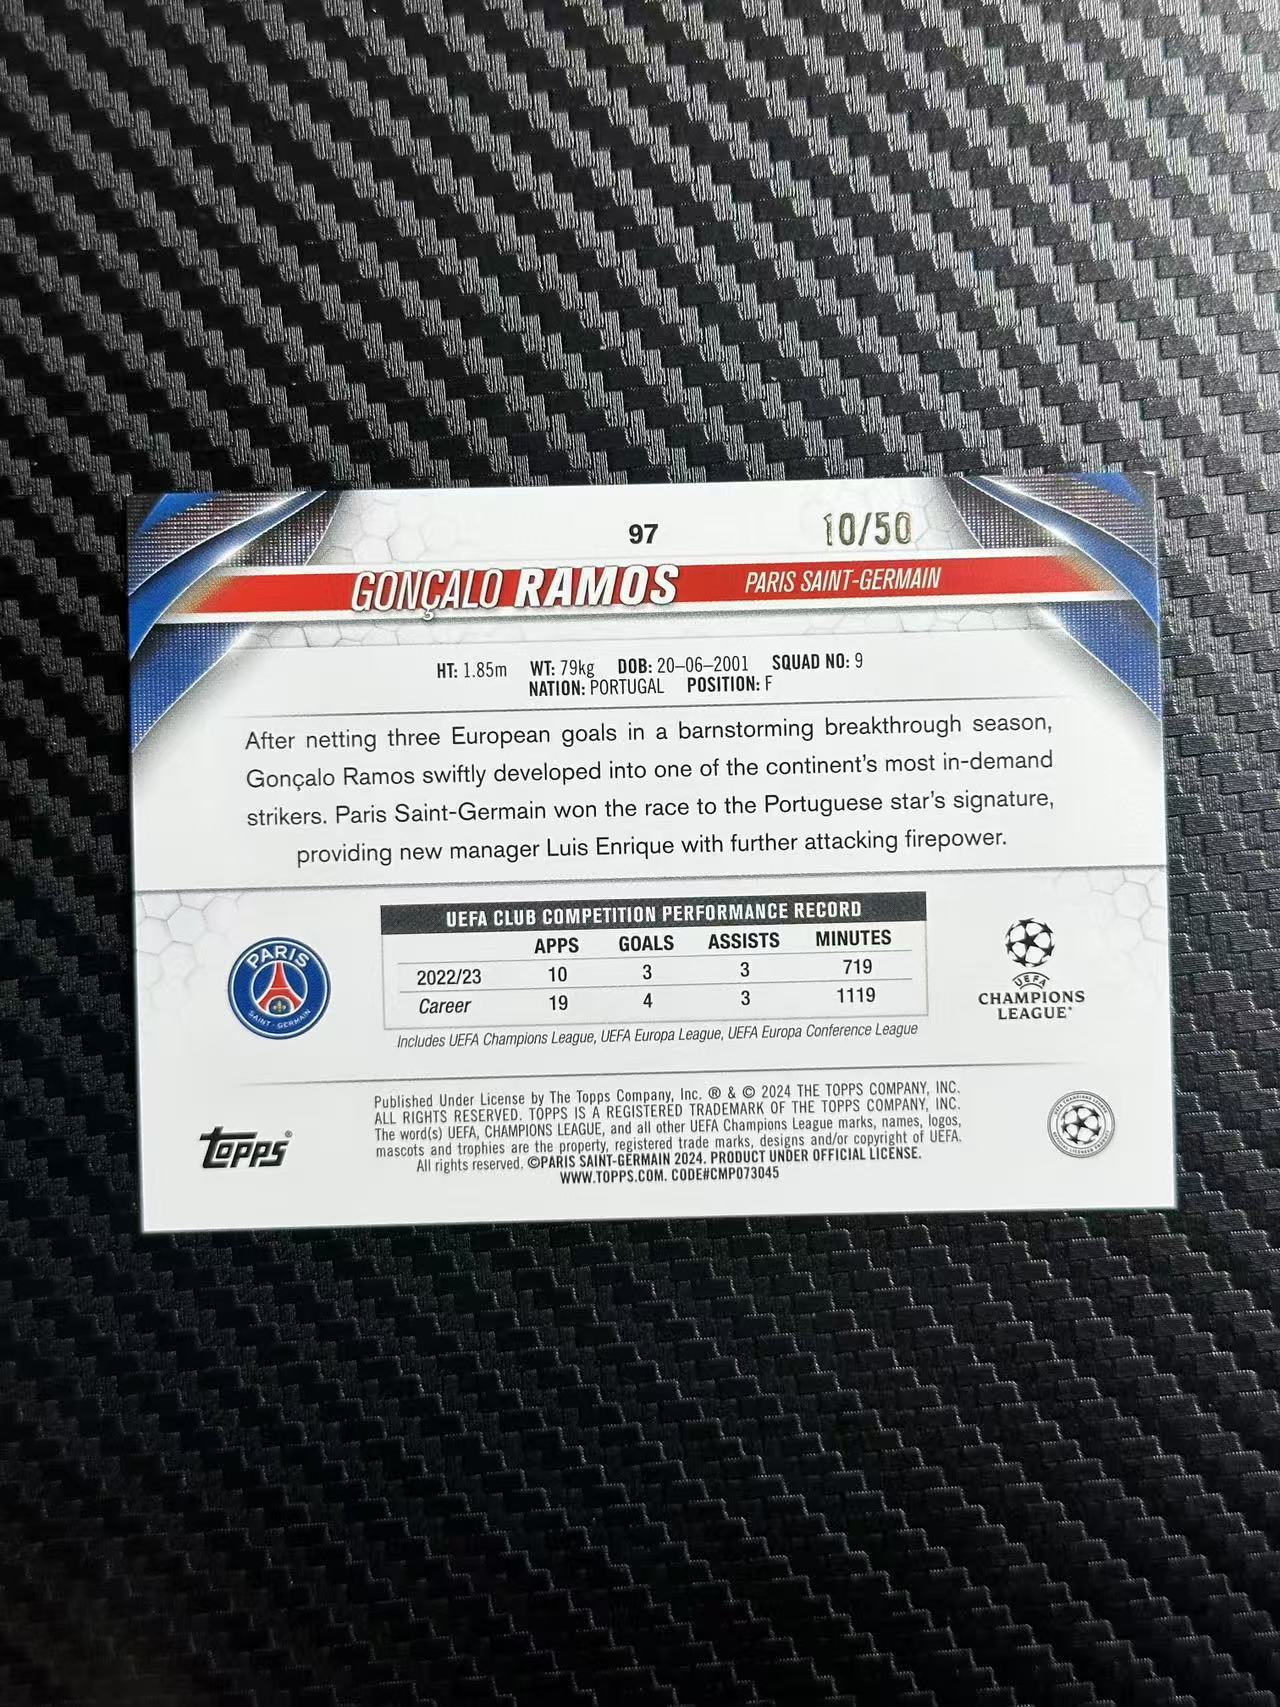 97 10/50
GONÇALO RAMOS PARIS SAINT-GERMAIN
HT: 1.85m WT: 79kg DOB: 20–06–2001 SQUAD NO: 9
NATION: PORTUGAL POSITION: F
After netting three European goals in a barnstorming breakthrough season,
Gonçalo Ramos swiftly developed into one of the continent's most in-demand
strikers. Paris Saint-Germain won the race to the Portuguese star's signature,
providing new manager Luis Enrique with further attacking firepower.
UEFA CLUB COMPETITION PERFORMANCE RECORD
APPS GOALS ASSISTS MINUTES
2022/23 10 3 3 719
Career 19 4 3 1119
Includes UEFA Champions League, UEFA Europa League, UEFA Europa Conference League
PARIS
SAINT-GERMAIN
UEFA
CHAMPIONS
LEAGUE®
Published Under License by The Topps Company, Inc. ® & © 2024 THE TOPPS COMPANY, INC.
ALL RIGHTS RESERVED. TOPPS IS A REGISTERED TRADEMARK OF THE TOPPS COMPANY, INC.
The word(s) UEFA, CHAMPIONS LEAGUE, and all other UEFA Champions League marks, names, logos,
mascots and trophies are the property, registered trade marks, designs and/or copyright of UEFA.
All rights reserved. ©PARIS SAINT-GERMAIN 2024. PRODUCT UNDER OFFICIAL LICENSE.
WWW.TOPPS.COM. CODE#CMP073045
topps®